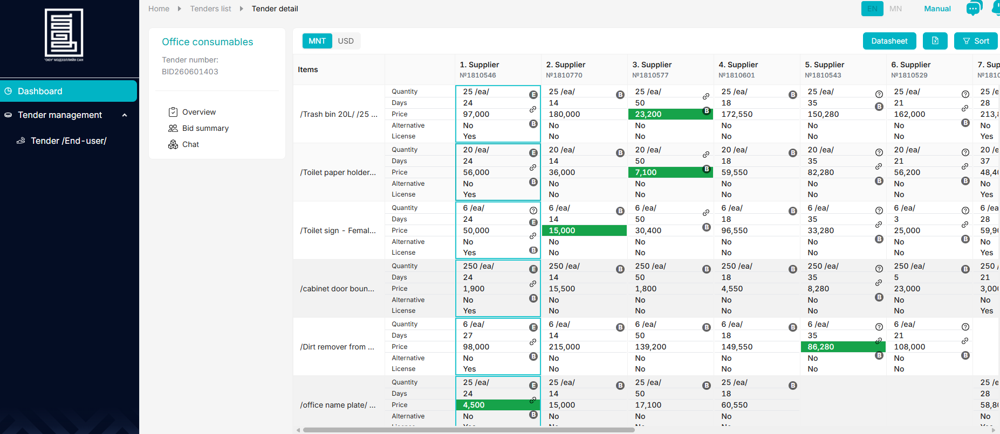 "ОЮУ" МЭДЭЭЛЛИЙН САН
Dashboard
Tender management
Tender /End-user/
Home Tenders list Tender detail
EN MN Manual
Office consumables
Tender number:
BID260601403
Overview
Bid summary
Chat
MNT USD Datasheet Sort
Items 1. Supplier 2. Supplier 3. Supplier 4. Supplier 5. Supplier 6. Supplier 7. Sup
№1810546 №1810770 №1810577 №1810601 №1810543 №1810529 №1810
/Trash bin 20L/ /25 ...
Quantity 25 /ea/ 25 /ea/ 25 /ea/ 25 /ea/ 25 /ea/ 25 /ea/ 25 /e
Days 24 14 50 18 35 21 28
Price 97,000 180,000 23,200 172,550 150,280 162,000 213,8
Alternative No No No No No No No
License Yes No No No No No Yes
/Toilet paper holder...
Quantity 20 /ea/ 20 /ea/ 20 /ea/ 20 /ea/ 20 /ea/ 20 /ea/ 20 /e
Days 24 14 50 18 35 21 37
Price 56,000 36,000 7,100 59,550 82,280 56,200 48,40
Alternative No No No No No No No
License Yes No No No No No Yes
/Toilet sign - Femal...
Quantity 6 /ea/ 6 /ea/ 6 /ea/ 6 /ea/ 6 /ea/ 6 /ea/ 6 /ea
Days 24 14 50 18 35 3 28
Price 50,000 15,000 30,400 96,550 33,280 25,000 59,90
Alternative No No No No No No No
License Yes No No No No No Yes
/cabinet door boun...
Quantity 250 /ea/ 250 /ea/ 250 /ea/ 250 /ea/ 250 /ea/ 250 /ea/ 250 /
Days 24 14 50 18 35 5 21
Price 1,900 15,500 1,800 4,550 8,280 23,000 3,000
Alternative No No No No No No No
License Yes No No No No No Yes
/Dirt remover from ...
Quantity 6 /ea/ 6 /ea/ 6 /ea/ 6 /ea/ 6 /ea/ 6 /ea/
Days 27 14 50 18 35 21
Price 98,000 215,000 139,200 149,550 86,280 108,000
Alternative No No No No No No
License Yes No No No No No
/office name plate/ ...
Quantity 25 /ea/ 25 /ea/ 25 /ea/ 25 /ea/ 25 /e
Days 24 14 50 18 28
Price 4,500 15,000 17,100 60,550 58,80
Alternative No No No No No